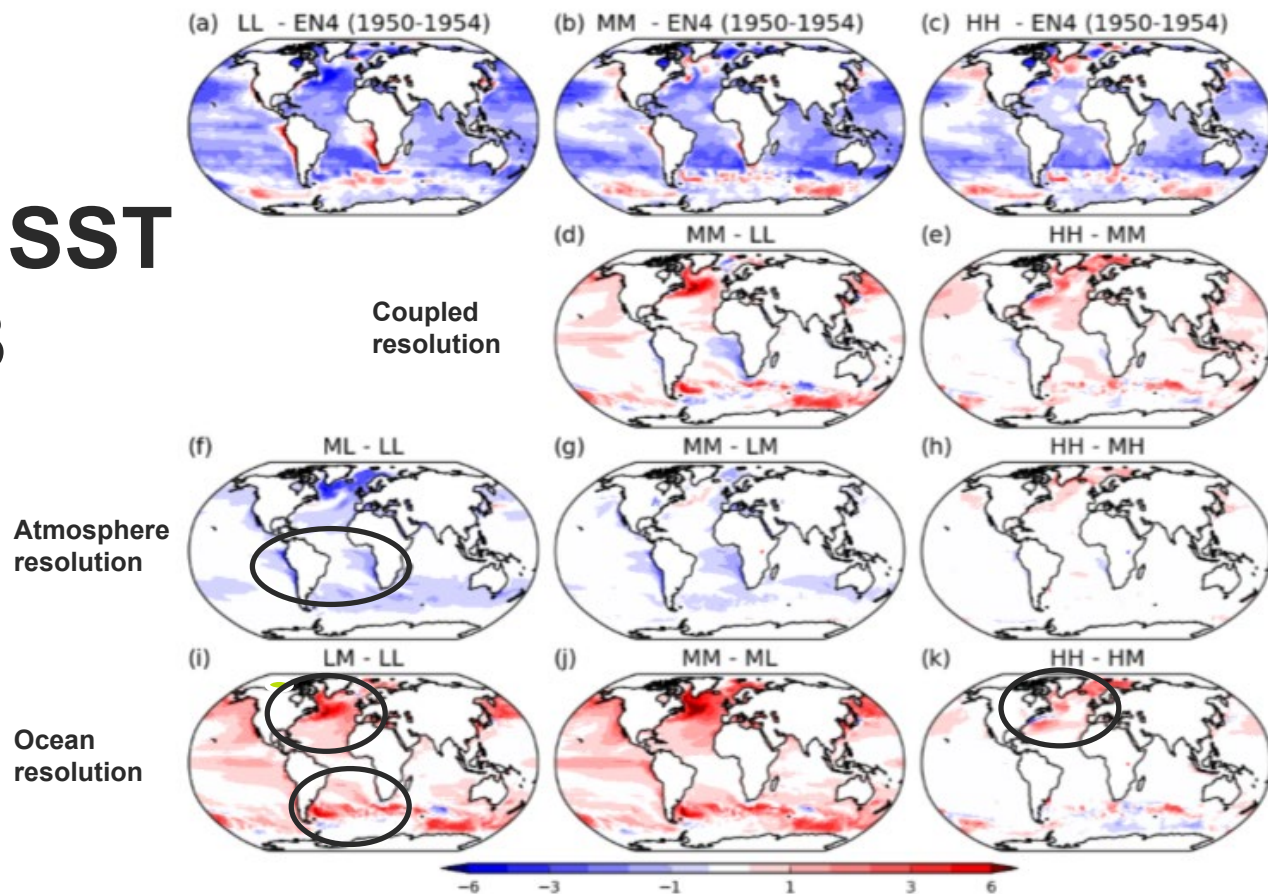 (a) LL - EN4 (1950-1954)
(b) MM - EN4 (1950-1954)
(c) HH - EN4 (1950-1954)
SST
(d) MM - LL
(e) HH - MM
Coupled
resolution
(f) ML - LL
(g) MM - LM
(h) HH - MH
Atmosphere
resolution
(i) LM - LL
(j) MM - ML
(k) HH - HM
Ocean
resolution
−6 −3 −1 1 3 6